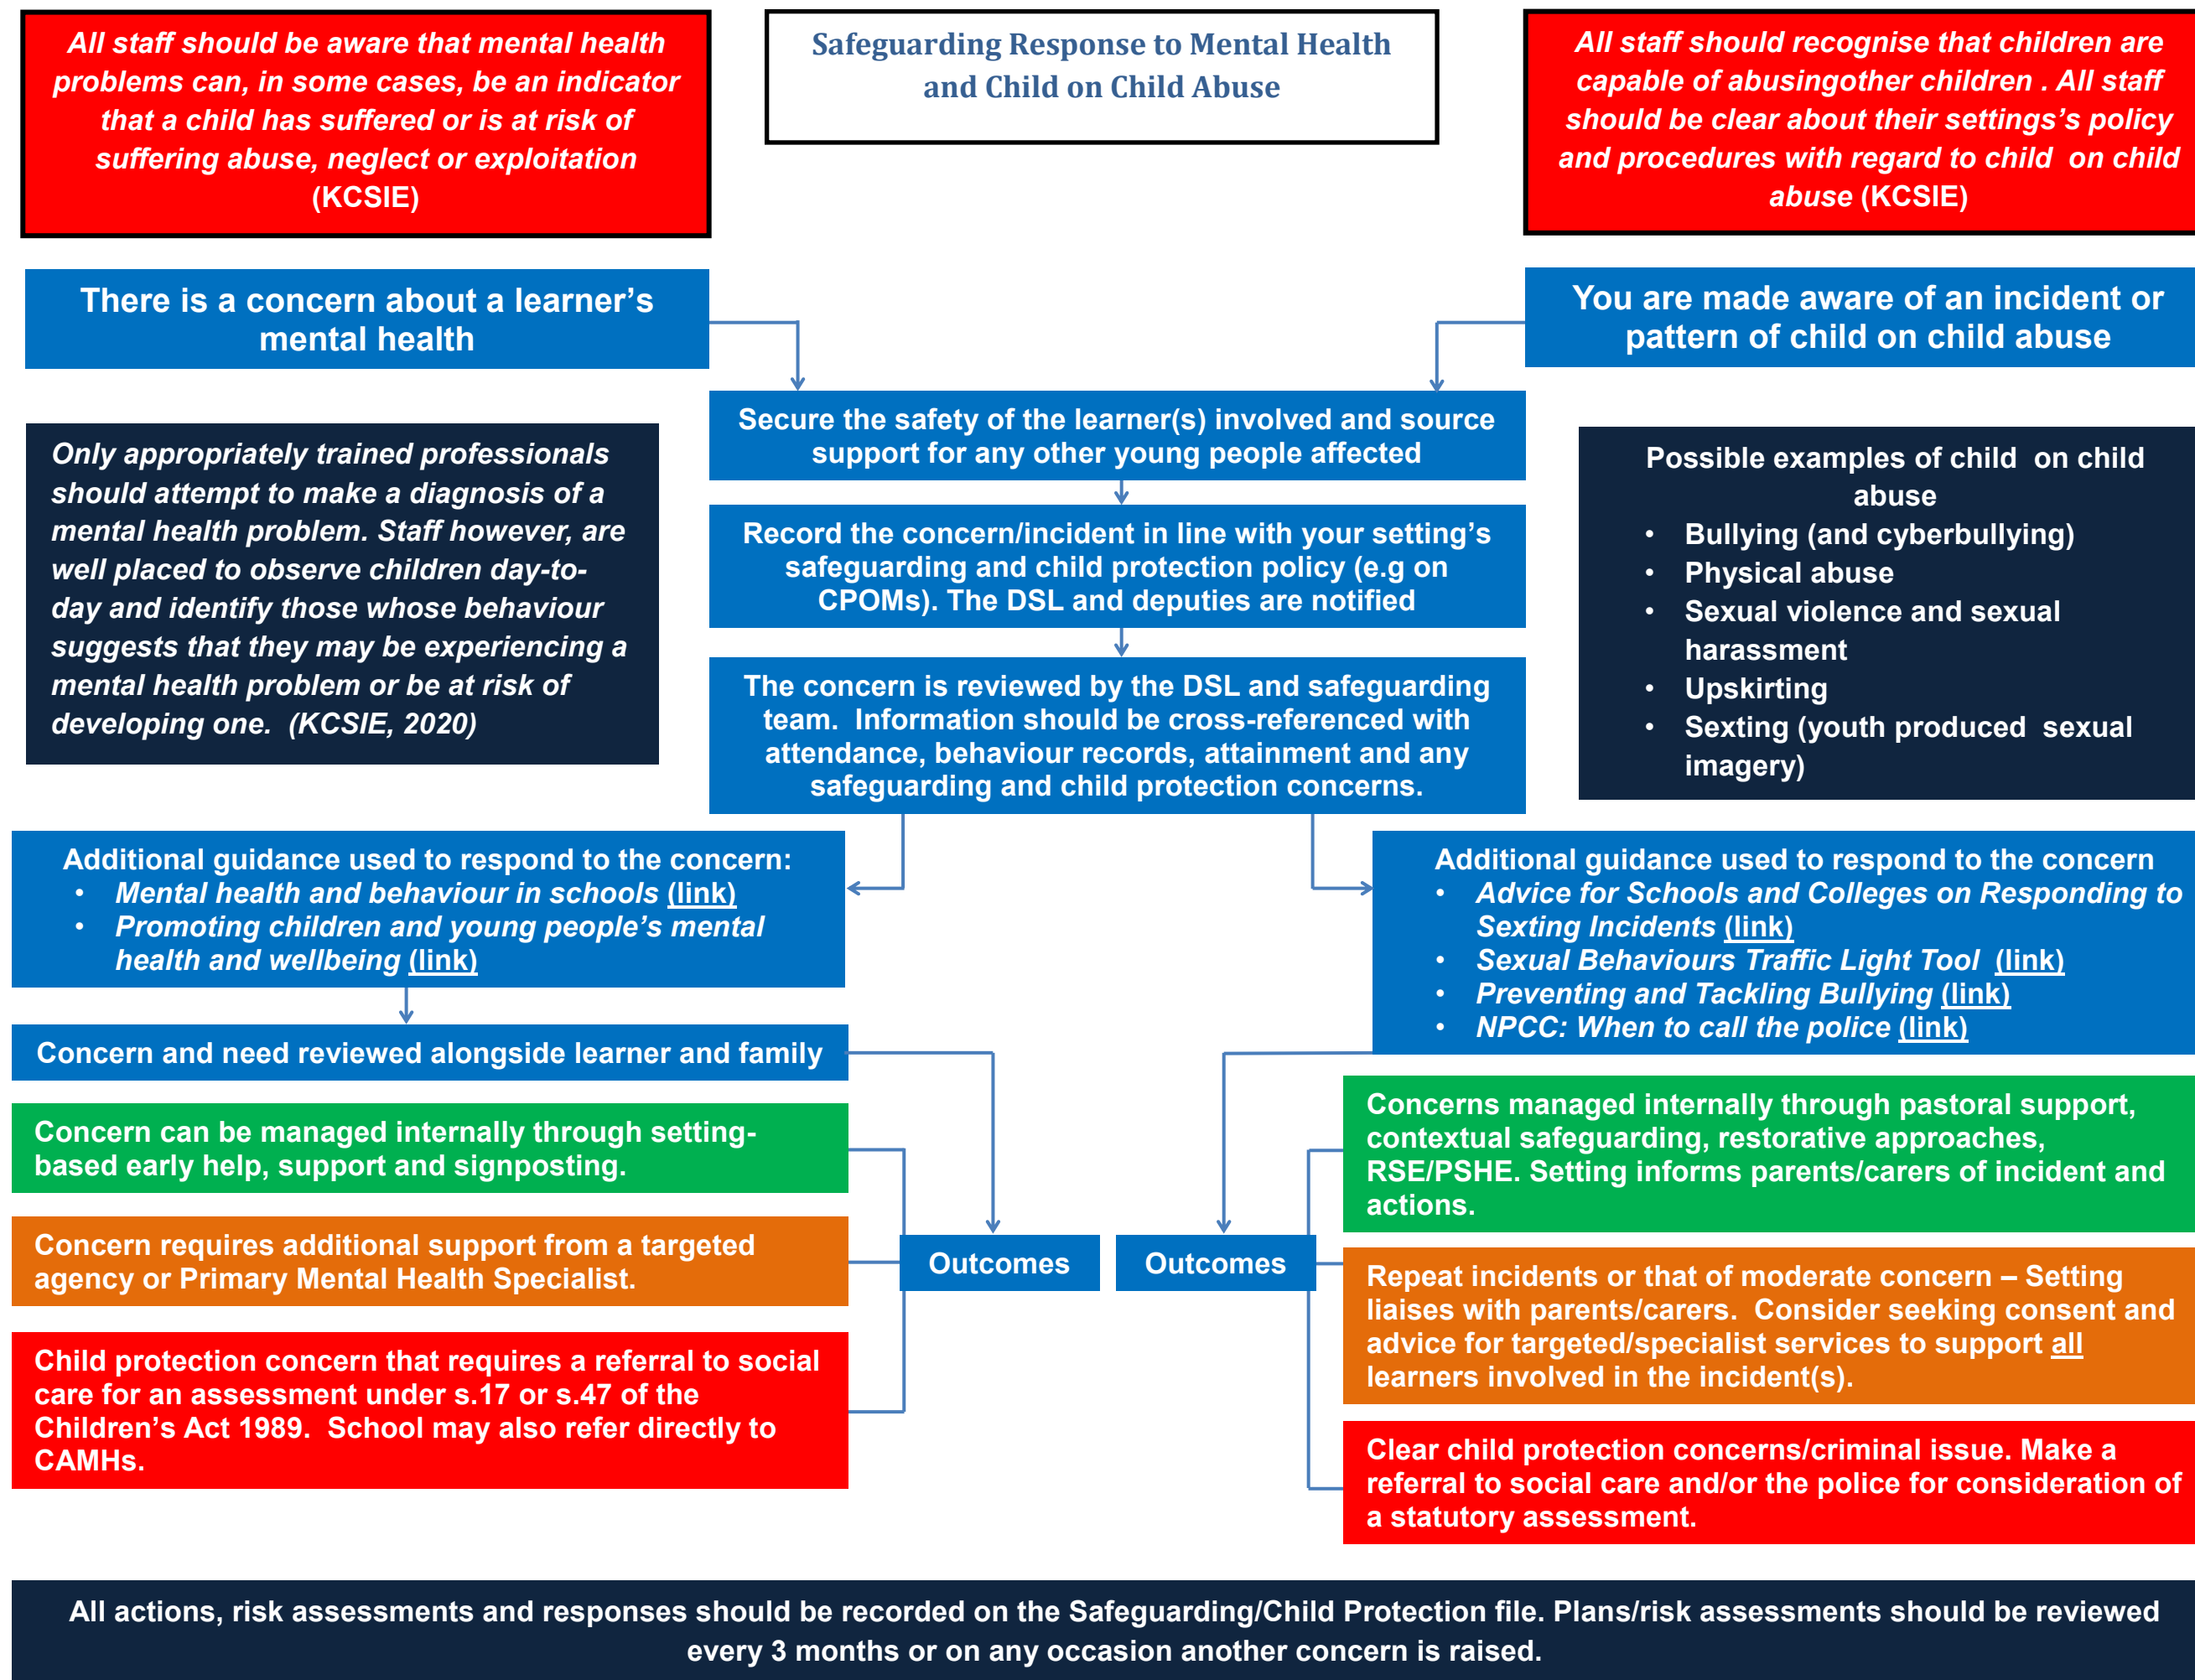 All staff should be aware that mental health
problems can, in some cases, be an indicator
that a child has suffered or is at risk of
suffering abuse, neglect or exploitation
(KCSIE)
Safeguarding Response to Mental Health
and Child on Child Abuse
All staff should recognise that children are
capable of abusingother children . All staff
should be clear about their settings's policy
and procedures with regard to child  on child
abuse (KCSIE)
There is a concern about a learner’s
mental health
You are made aware of an incident or
pattern of child on child abuse
Secure the safety of the learner(s) involved and source
support for any other young people affected
Only appropriately trained professionals
should attempt to make a diagnosis of a
mental health problem. Staff however, are
well placed to observe children day-to-
day and identify those whose behaviour
suggests that they may be experiencing a
mental health problem or be at risk of
developing one.  (KCSIE, 2020)
Record the concern/incident in line with your setting’s
safeguarding and child protection policy (e.g on
CPOMs). The DSL and deputies are notified
The concern is reviewed by the DSL and safeguarding
team.  Information should be cross-referenced with
attendance, behaviour records, attainment and any
safeguarding and child protection concerns.
Possible examples of child  on child
abuse
• Bullying (and cyberbullying)
• Physical abuse
• Sexual violence and sexual
harassment
• Upskirting
• Sexting (youth produced  sexual
imagery)
Additional guidance used to respond to the concern:
• Mental health and behaviour in schools (link)
• Promoting children and young people’s mental
health and wellbeing (link)
Additional guidance used to respond to the concern
• Advice for Schools and Colleges on Responding to
Sexting Incidents (link)
• Sexual Behaviours Traffic Light Tool  (link)
• Preventing and Tackling Bullying (link)
• NPCC: When to call the police (link)
Concern and need reviewed alongside learner and family
Concern can be managed internally through setting-
based early help, support and signposting.
Concern requires additional support from a targeted
agency or Primary Mental Health Specialist.
Child protection concern that requires a referral to social
care for an assessment under s.17 or s.47 of the
Children’s Act 1989.  School may also refer directly to
CAMHs.
Outcomes
Outcomes
Concerns managed internally through pastoral support,
contextual safeguarding, restorative approaches,
RSE/PSHE. Setting informs parents/carers of incident and
actions.
Repeat incidents or that of moderate concern – Setting
liaises with parents/carers.  Consider seeking consent and
advice for targeted/specialist services to support all
learners involved in the incident(s).
Clear child protection concerns/criminal issue. Make a
referral to social care and/or the police for consideration of
a statutory assessment.
All actions, risk assessments and responses should be recorded on the Safeguarding/Child Protection file. Plans/risk assessments should be reviewed
every 3 months or on any occasion another concern is raised.